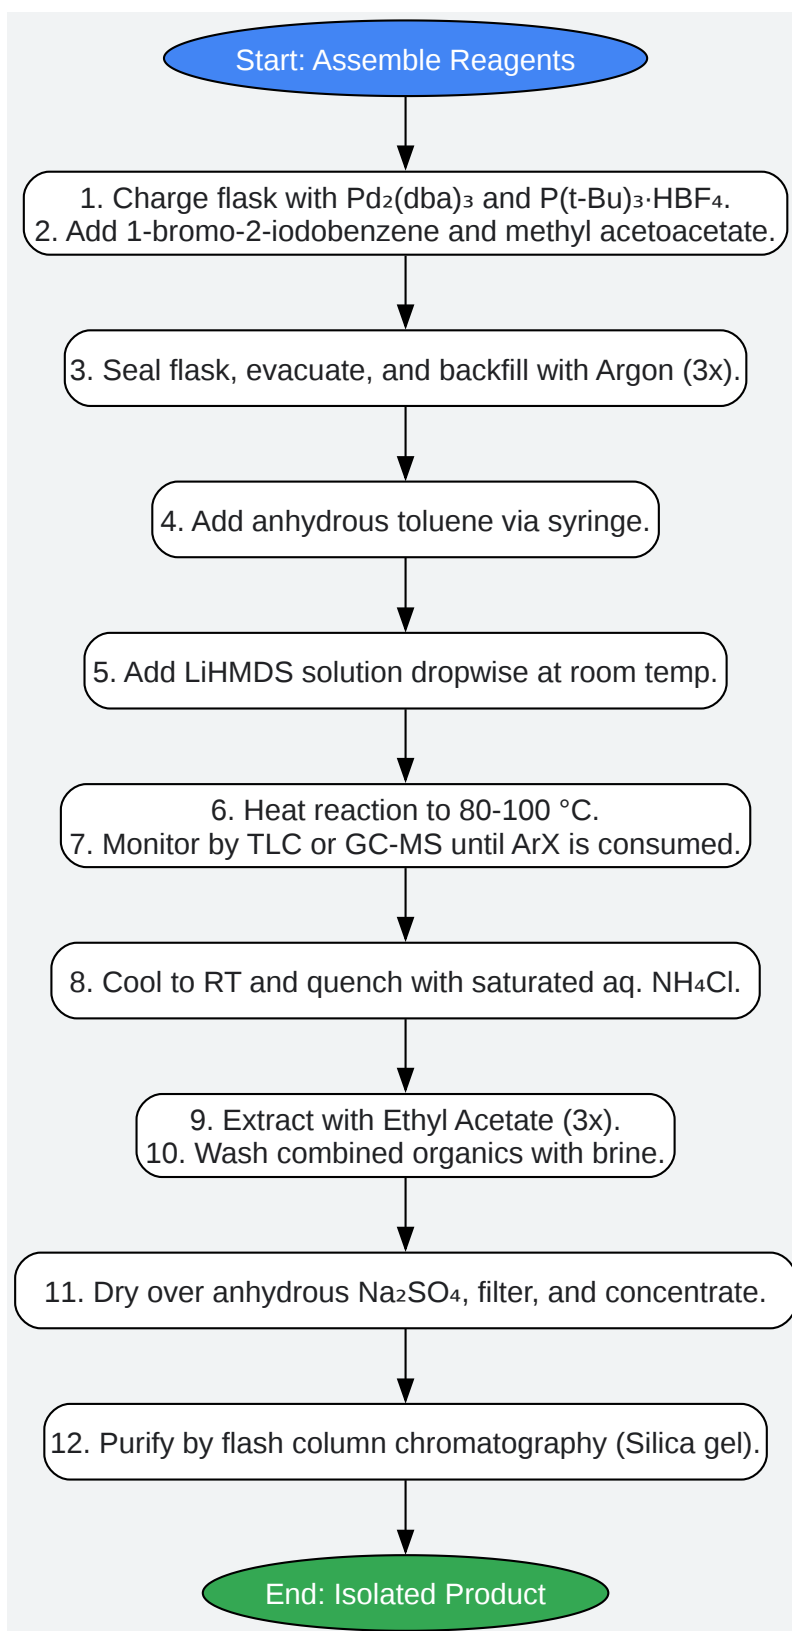 Start: Assemble Reagents
1. Charge flask with Pd₂(dba)₃ and P(t-Bu)₃·HBF₄.
2. Add 1-bromo-2-iodobenzene and methyl acetoacetate.
3. Seal flask, evacuate, and backfill with Argon (3x).
4. Add anhydrous toluene via syringe.
5. Add LiHMDS solution dropwise at room temp.
6. Heat reaction to 80-100 °C.
7. Monitor by TLC or GC-MS until ArX is consumed.
8. Cool to RT and quench with saturated aq. NH₄Cl.
9. Extract with Ethyl Acetate (3x).
10. Wash combined organics with brine.
11. Dry over anhydrous Na₂SO₄, filter, and concentrate.
12. Purify by flash column chromatography (Silica gel).
End: Isolated Product